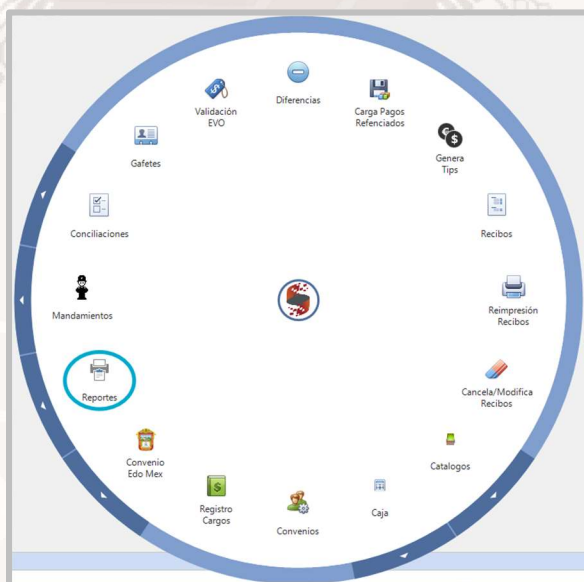 Diferencias
Carga Pagos
Refenciados
Genera
Tips
Recibos
Reimpresión
Recibos
Cancela/Modifica
Recibos
Catalogos
Caja
Convenios
Registro
Cargos
Convenio
Edo Mex
Reportes
Mandamientos
Conciliaciones
Gafetes
Validación
EVO